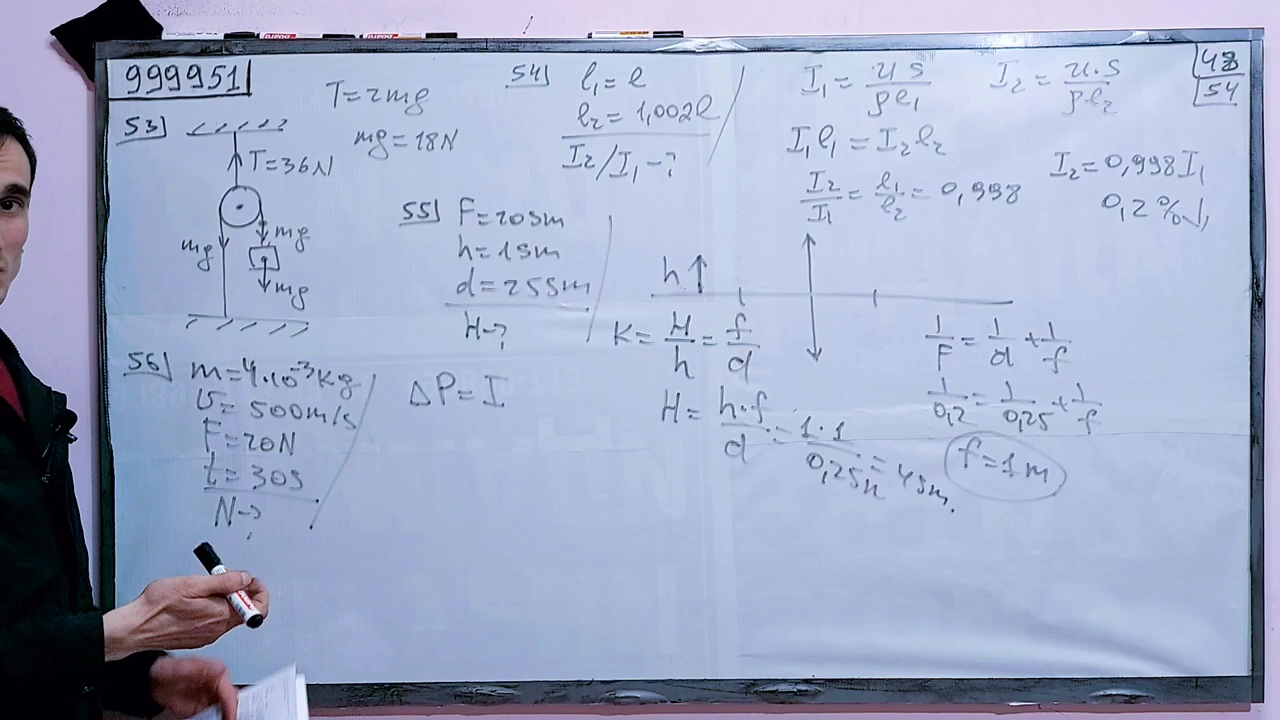 999951
48/54
53)
T=2mg
mg=18N
T=36N
mg
mg
mg
54)
l₁=l
l₂=1,002l
I₂/I₁-?
I₁=U·S/ρl₁
I₂=U·S/ρl₂
I₁l₁=I₂l₂
I₂/I₁=l₁/l₂=0,998
I₂=0,998I₁
0,2%↓
55)
F=20sm
h=1sm
d=25sm
H-?
h
K=H/h=f/d
H=h·f/d=1·1/0,25=4sm.
1/F=1/d+1/f
1/0,2=1/0,25+1/f
f=1m
56)
m=4·10⁻³kg
υ=500m/s
F=20N
t=30s
N-?
ΔP=I